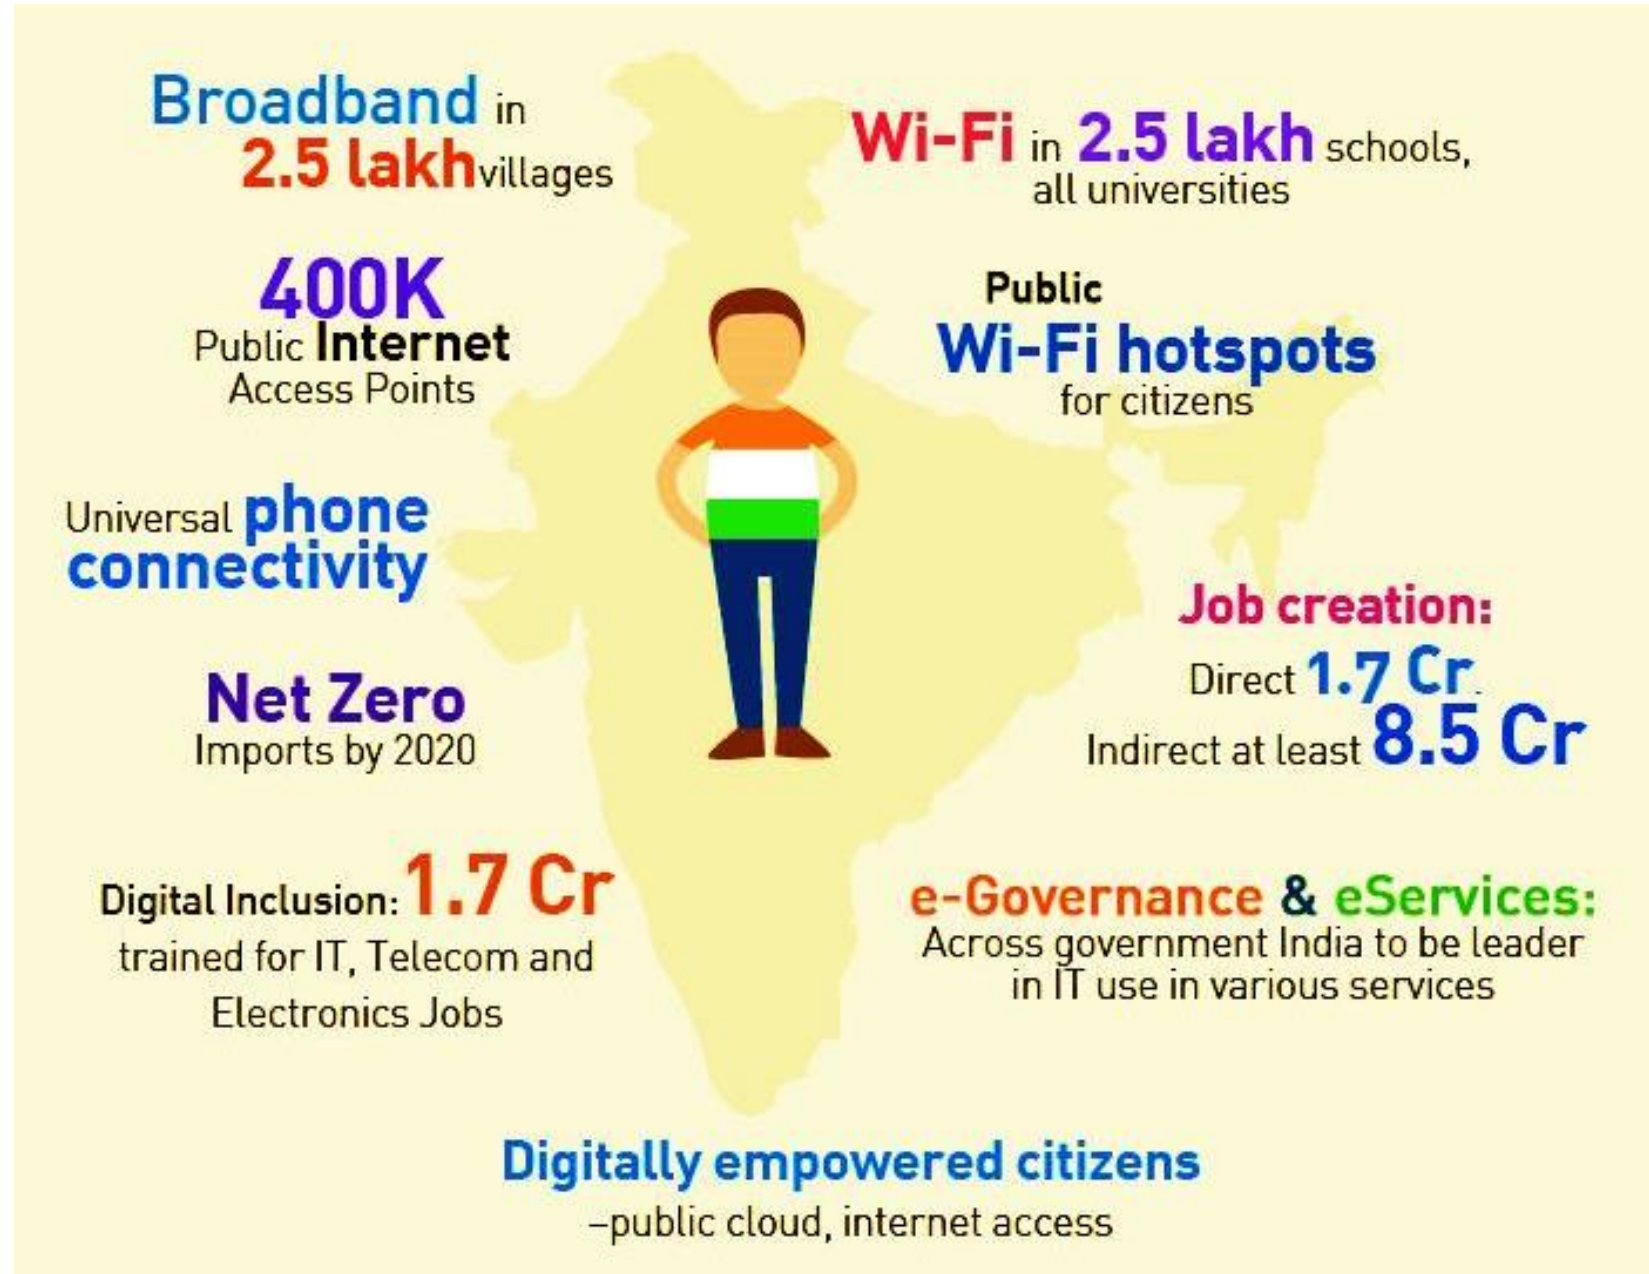 Broadband in
2.5 lakh villages
400K
Public Internet
Access Points
Universal phone
connectivity
Net Zero
Imports by 2020
Digital Inclusion: 1.7 Cr
trained for IT, Telecom and
Electronics Jobs
Wi-Fi in 2.5 lakh schools,
all universities
Public
Wi-Fi hotspots
for citizens
Job creation:
Direct 1.7 Cr.
Indirect at least 8.5 Cr
e-Governance & eServices:
Across government India to be leader
in IT use in various services
Digitally empowered citizens
–public cloud, internet access